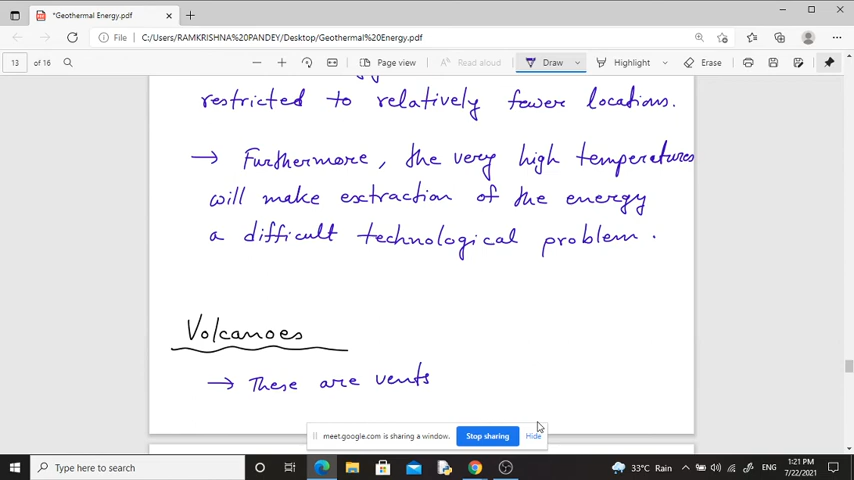 *Geothermal Energy.pdf
File
C:/Users/RAMKRISHNA%20PANDEY/Desktop/Geothermal%20Energy.pdf
13 of 16
Page view
Read aloud
Draw
Highlight
Erase
restricted to relatively fewer locations.
→ Furthermore, the very high temperatures
will make extraction of the energy
a difficult technological problem.
Volcanoes
→ These are vents
meet.google.com is sharing a window.
Stop sharing
Hide
Type here to search
33°C Rain
ENG
1:21 PM
7/22/2021